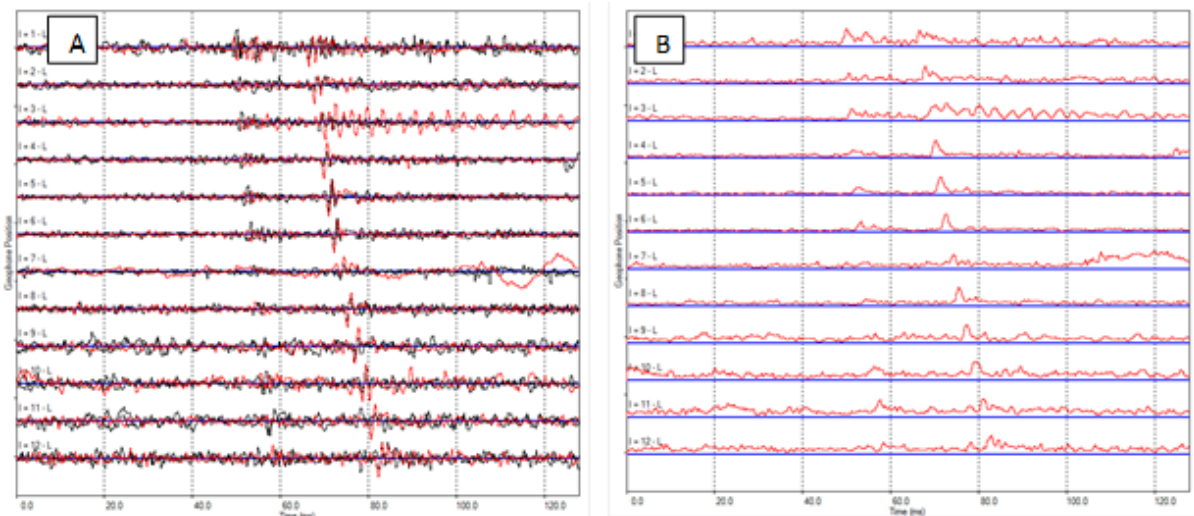 A
I = 1 - L
I = 2 - L
I = 3 - L
I = 4 - L
I = 5 - L
I = 6 - L
I = 7 - L
I = 8 - L
I = 9 - L
I = 10 - L
I = 11 - L
I = 12 - L
Geophone Position
0.0 20.0 40.0 60.0 80.0 100.0 120.0
Time (ms)
B
I = 2 - L
I = 3 - L
I = 4 - L
I = 5 - L
I = 6 - L
I = 7 - L
I = 8 - L
I = 9 - L
I = 10 - L
I = 11 - L
I = 12 - L
Geophone Position
0.0 20.0 40.0 60.0 80.0 100.0 120.0
Time (ms)